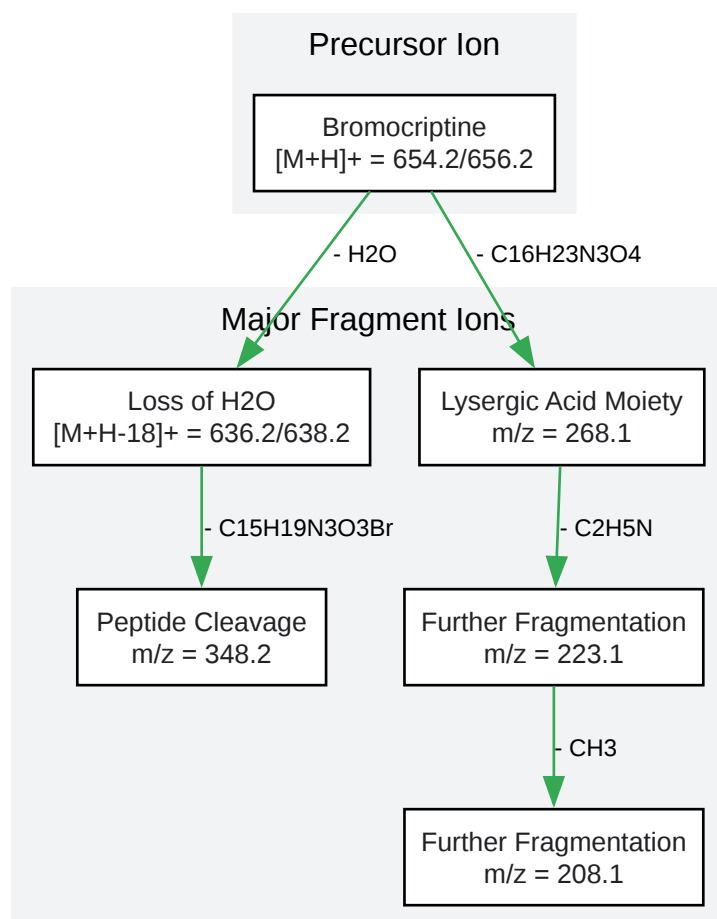 Precursor Ion
Bromocriptine
[M+H]+ = 654.2/656.2
- H2O
- C16H23N3O4
Major Fragment Ions
Loss of H2O
[M+H-18]+ = 636.2/638.2
Lysergic Acid Moiety
m/z = 268.1
- C15H19N3O3Br
- C2H5N
Peptide Cleavage
m/z = 348.2
Further Fragmentation
m/z = 223.1
- CH3
Further Fragmentation
m/z = 208.1